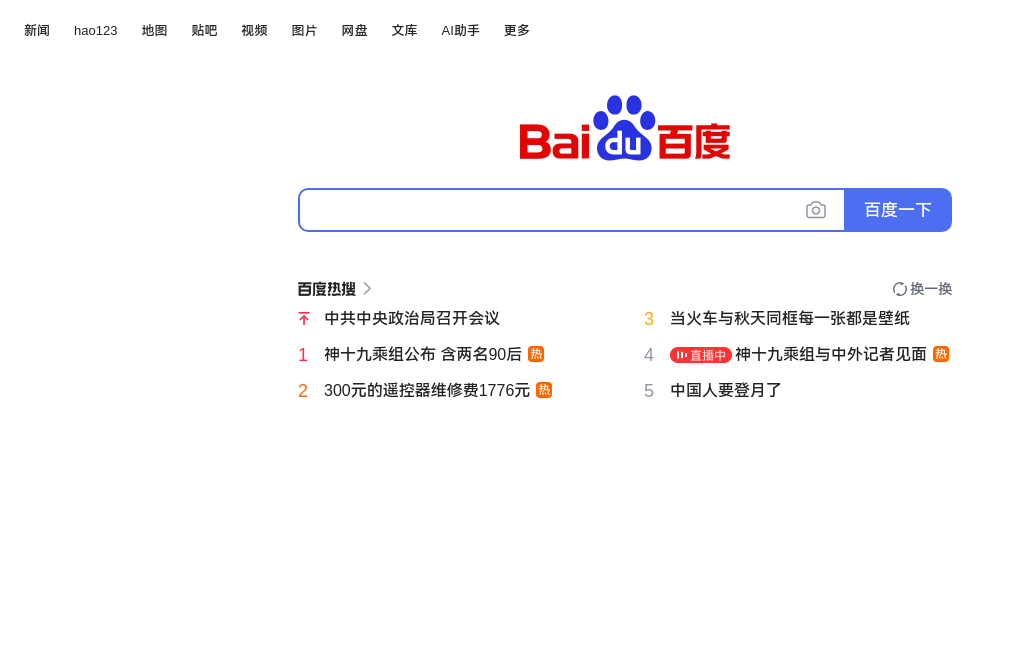 新闻 hao123 地图 贴吧 视频 图片 网盘 文库 AI助手 更多
Baidu百度
百度一下
百度热搜 换一换
中共中央政治局召开会议
1 神十九乘组公布 含两名90后 热
2 300元的遥控器维修费1776元 热
3 当火车与秋天同框每一张都是壁纸
4 直播中 神十九乘组与中外记者见面 热
5 中国人要登月了